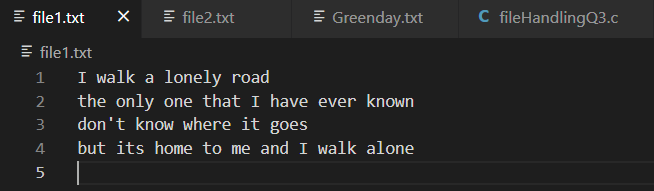 file1.txt × file2.txt Greenday.txt C fileHandlingQ3.c
file1.txt
1 I walk a lonely road
2 the only one that I have ever known
3 don't know where it goes
4 but its home to me and I walk alone
5